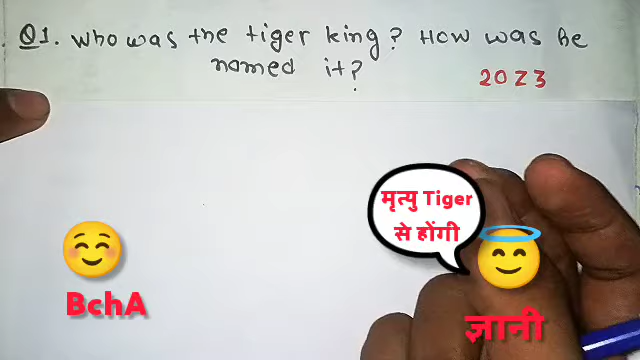 Q1. Who was the tiger king? How was he
named it?
2023
मृत्यु Tiger
से होंगी
BchA
ज्ञानी